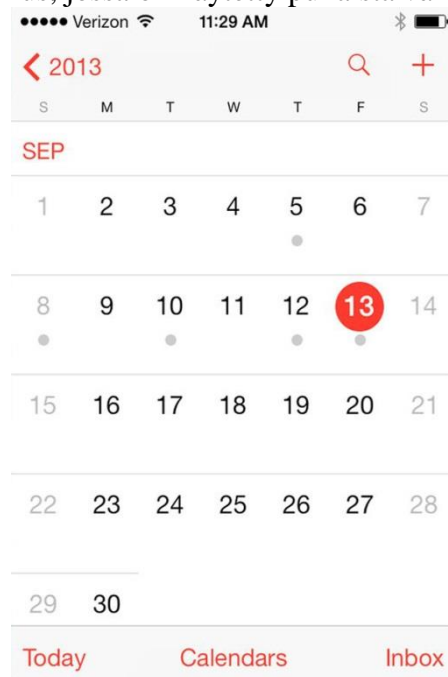 Verizon 11:29 AM
2013
S M T W T F S
SEP
1 2 3 4 5 6 7
8 9 10 11 12 13 14
15 16 17 18 19 20 21
22 23 24 25 26 27 28
29 30
Today Calendars Inbox